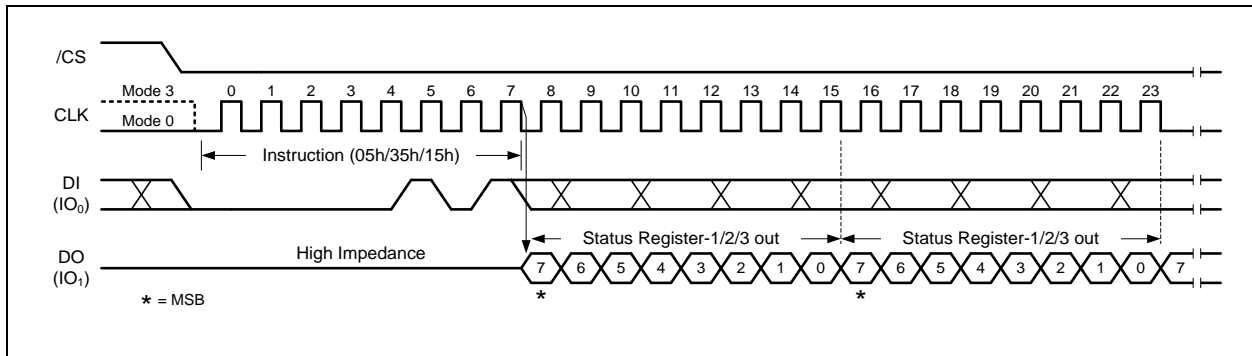 /CS
Mode 3
0 1 2 3 4 5 6 7 8 9 10 11 12 13 14 15 16 17 18 19 20 21 22 23
CLK
Mode 0
Instruction (05h/35h/15h)
DI
(IO₀)
Status Register-1/2/3 out Status Register-1/2/3 out
High Impedance
DO
(IO₁)
7 6 5 4 3 2 1 0 7 6 5 4 3 2 1 0 7
* *
* = MSB